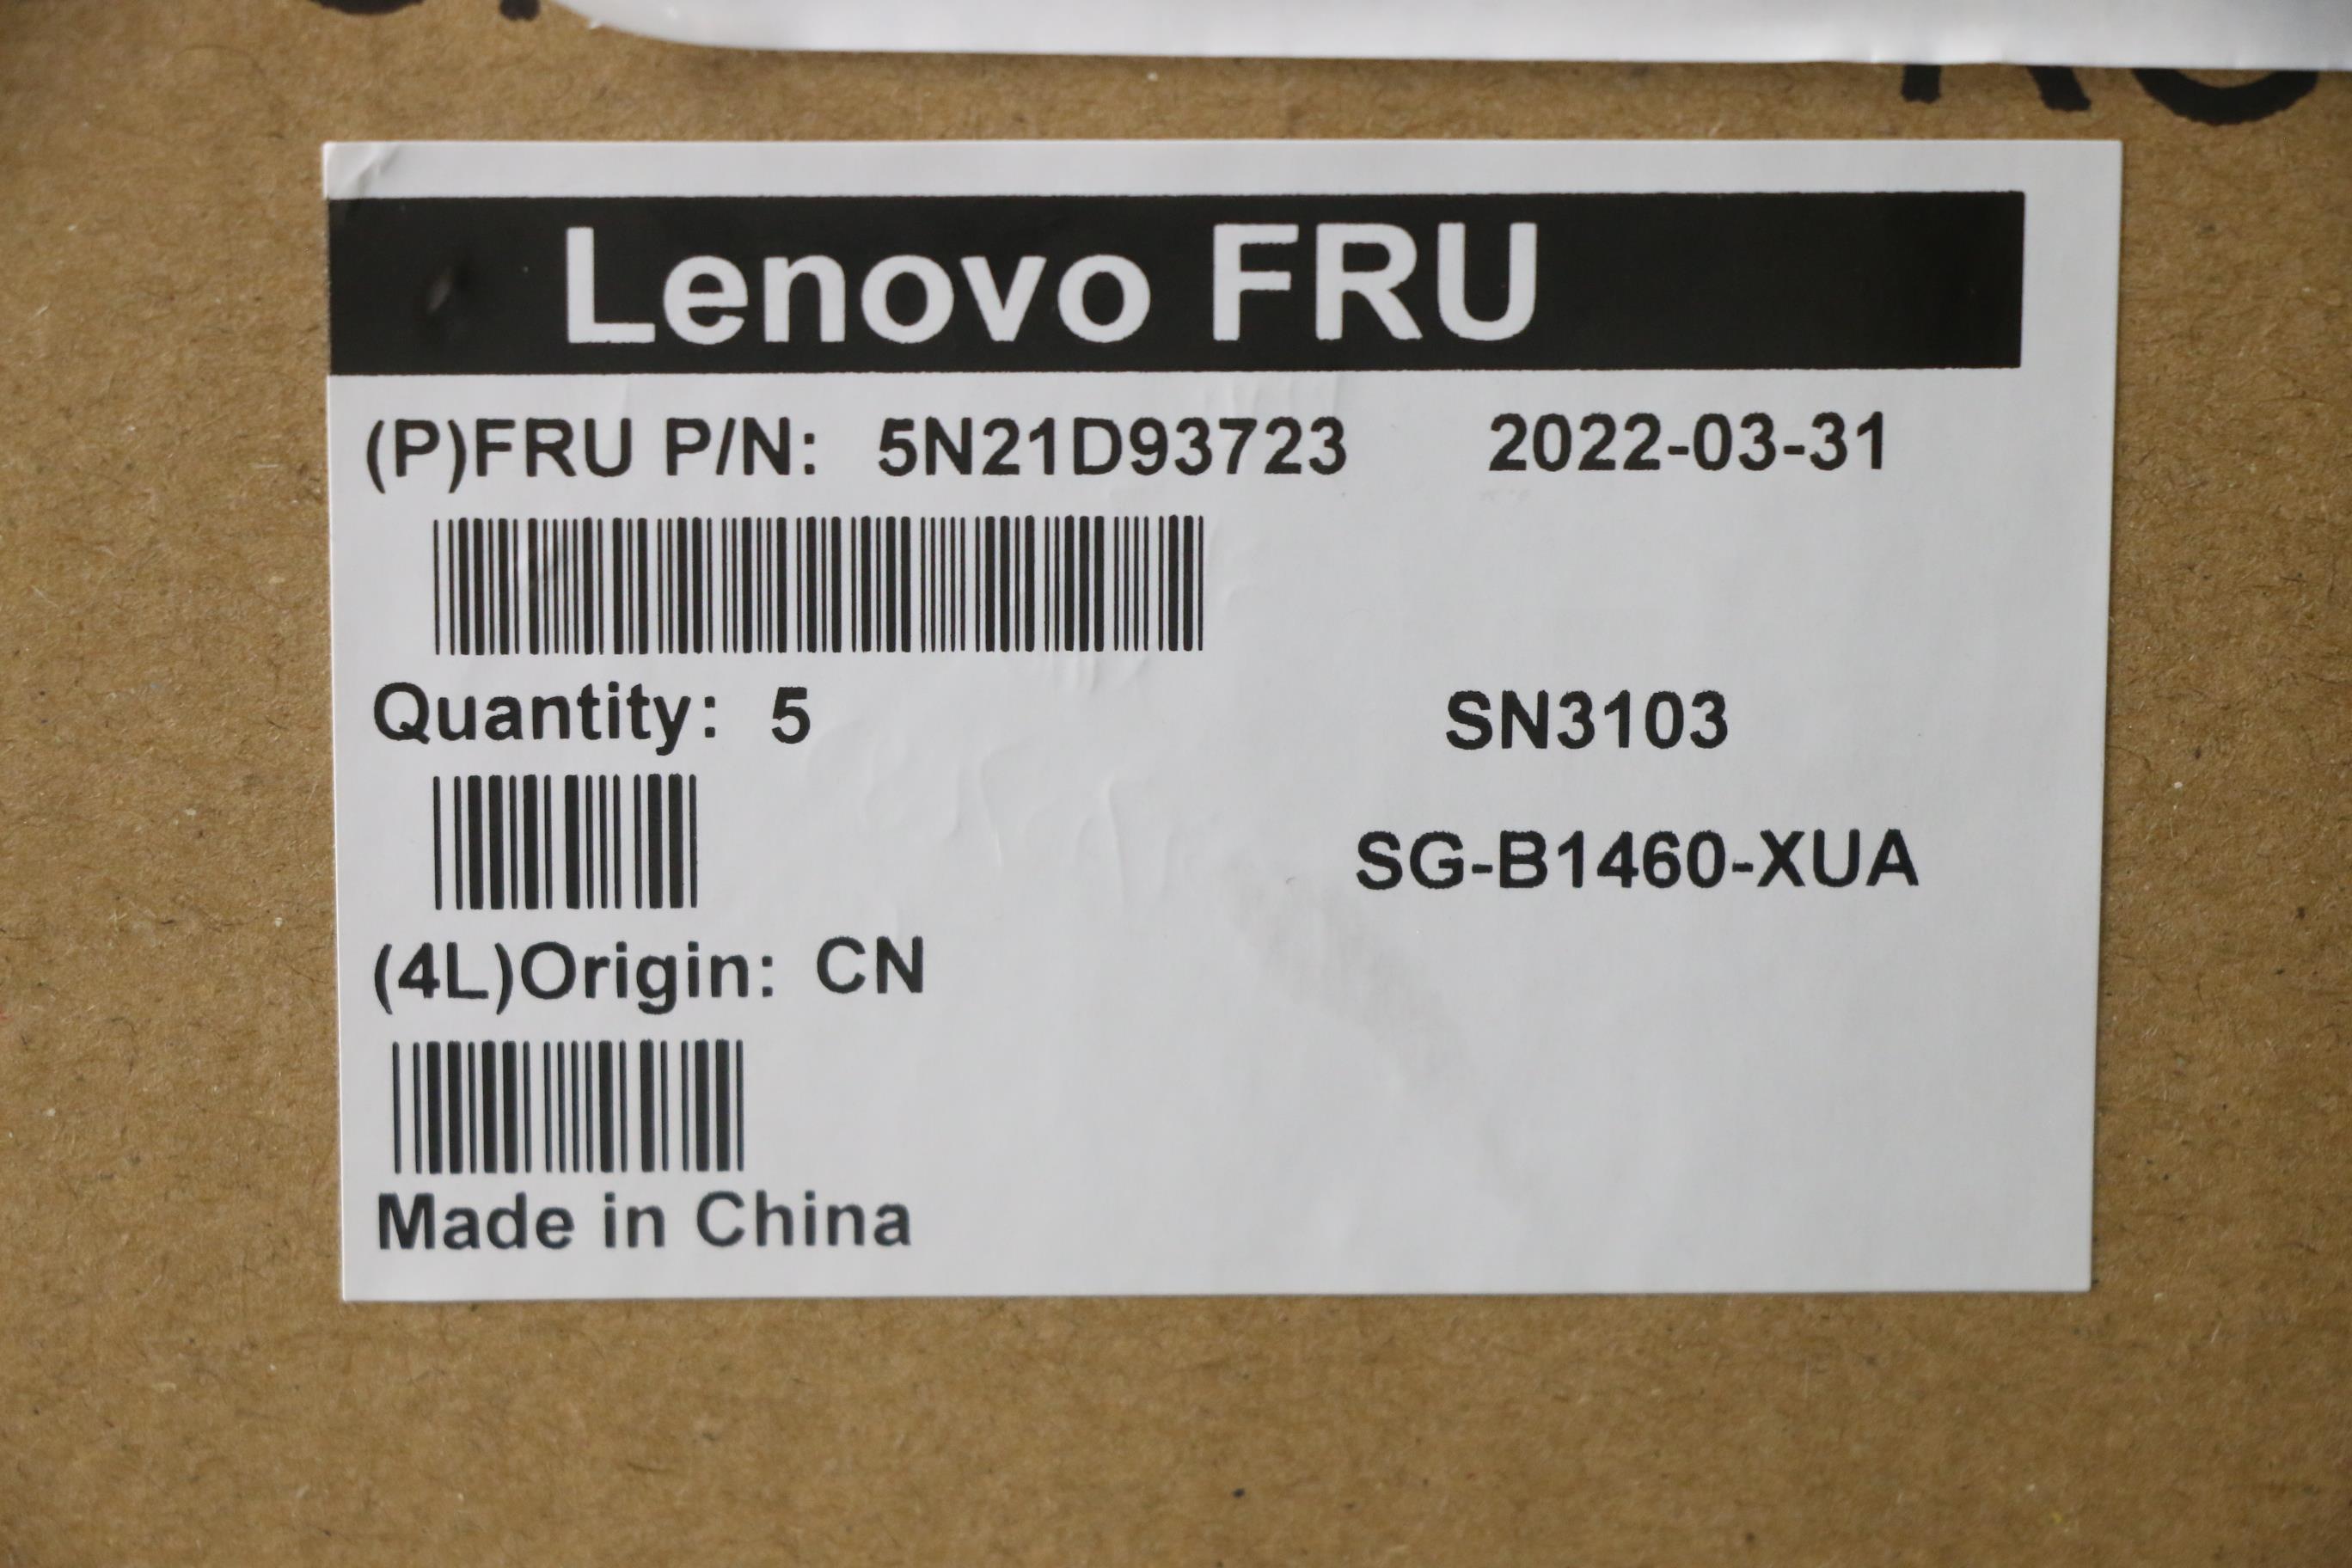 Lenovo FRU
(P)FRU P/N: 5N21D93723 2022-03-31
Quantity: 5 SN3103
SG-B1460-XUA
(4L)Origin: CN
Made in China